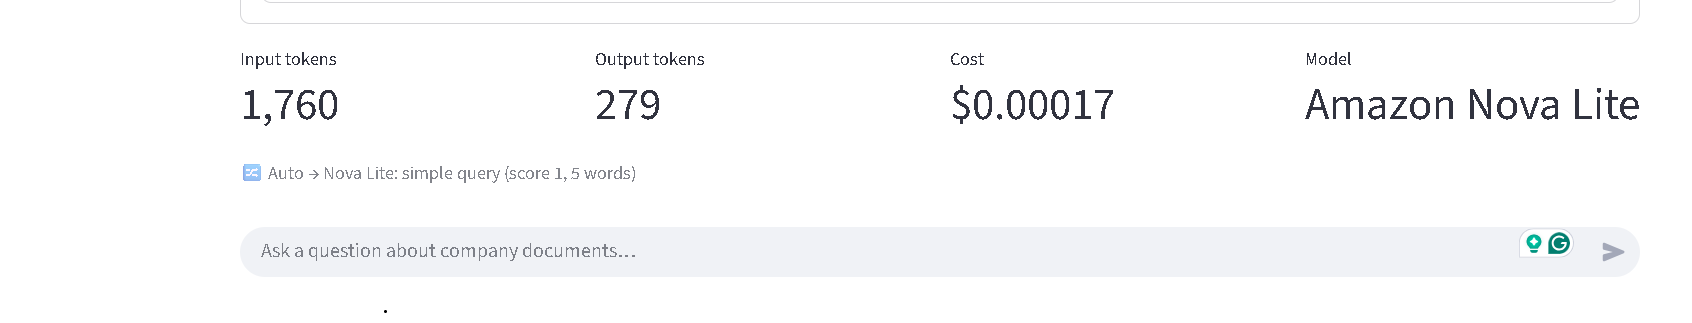 Input tokens
Output tokens
Cost
Model
1,760
279
$0.00017
Amazon Nova Lite
Auto → Nova Lite: simple query (score 1, 5 words)
Ask a question about company documents...